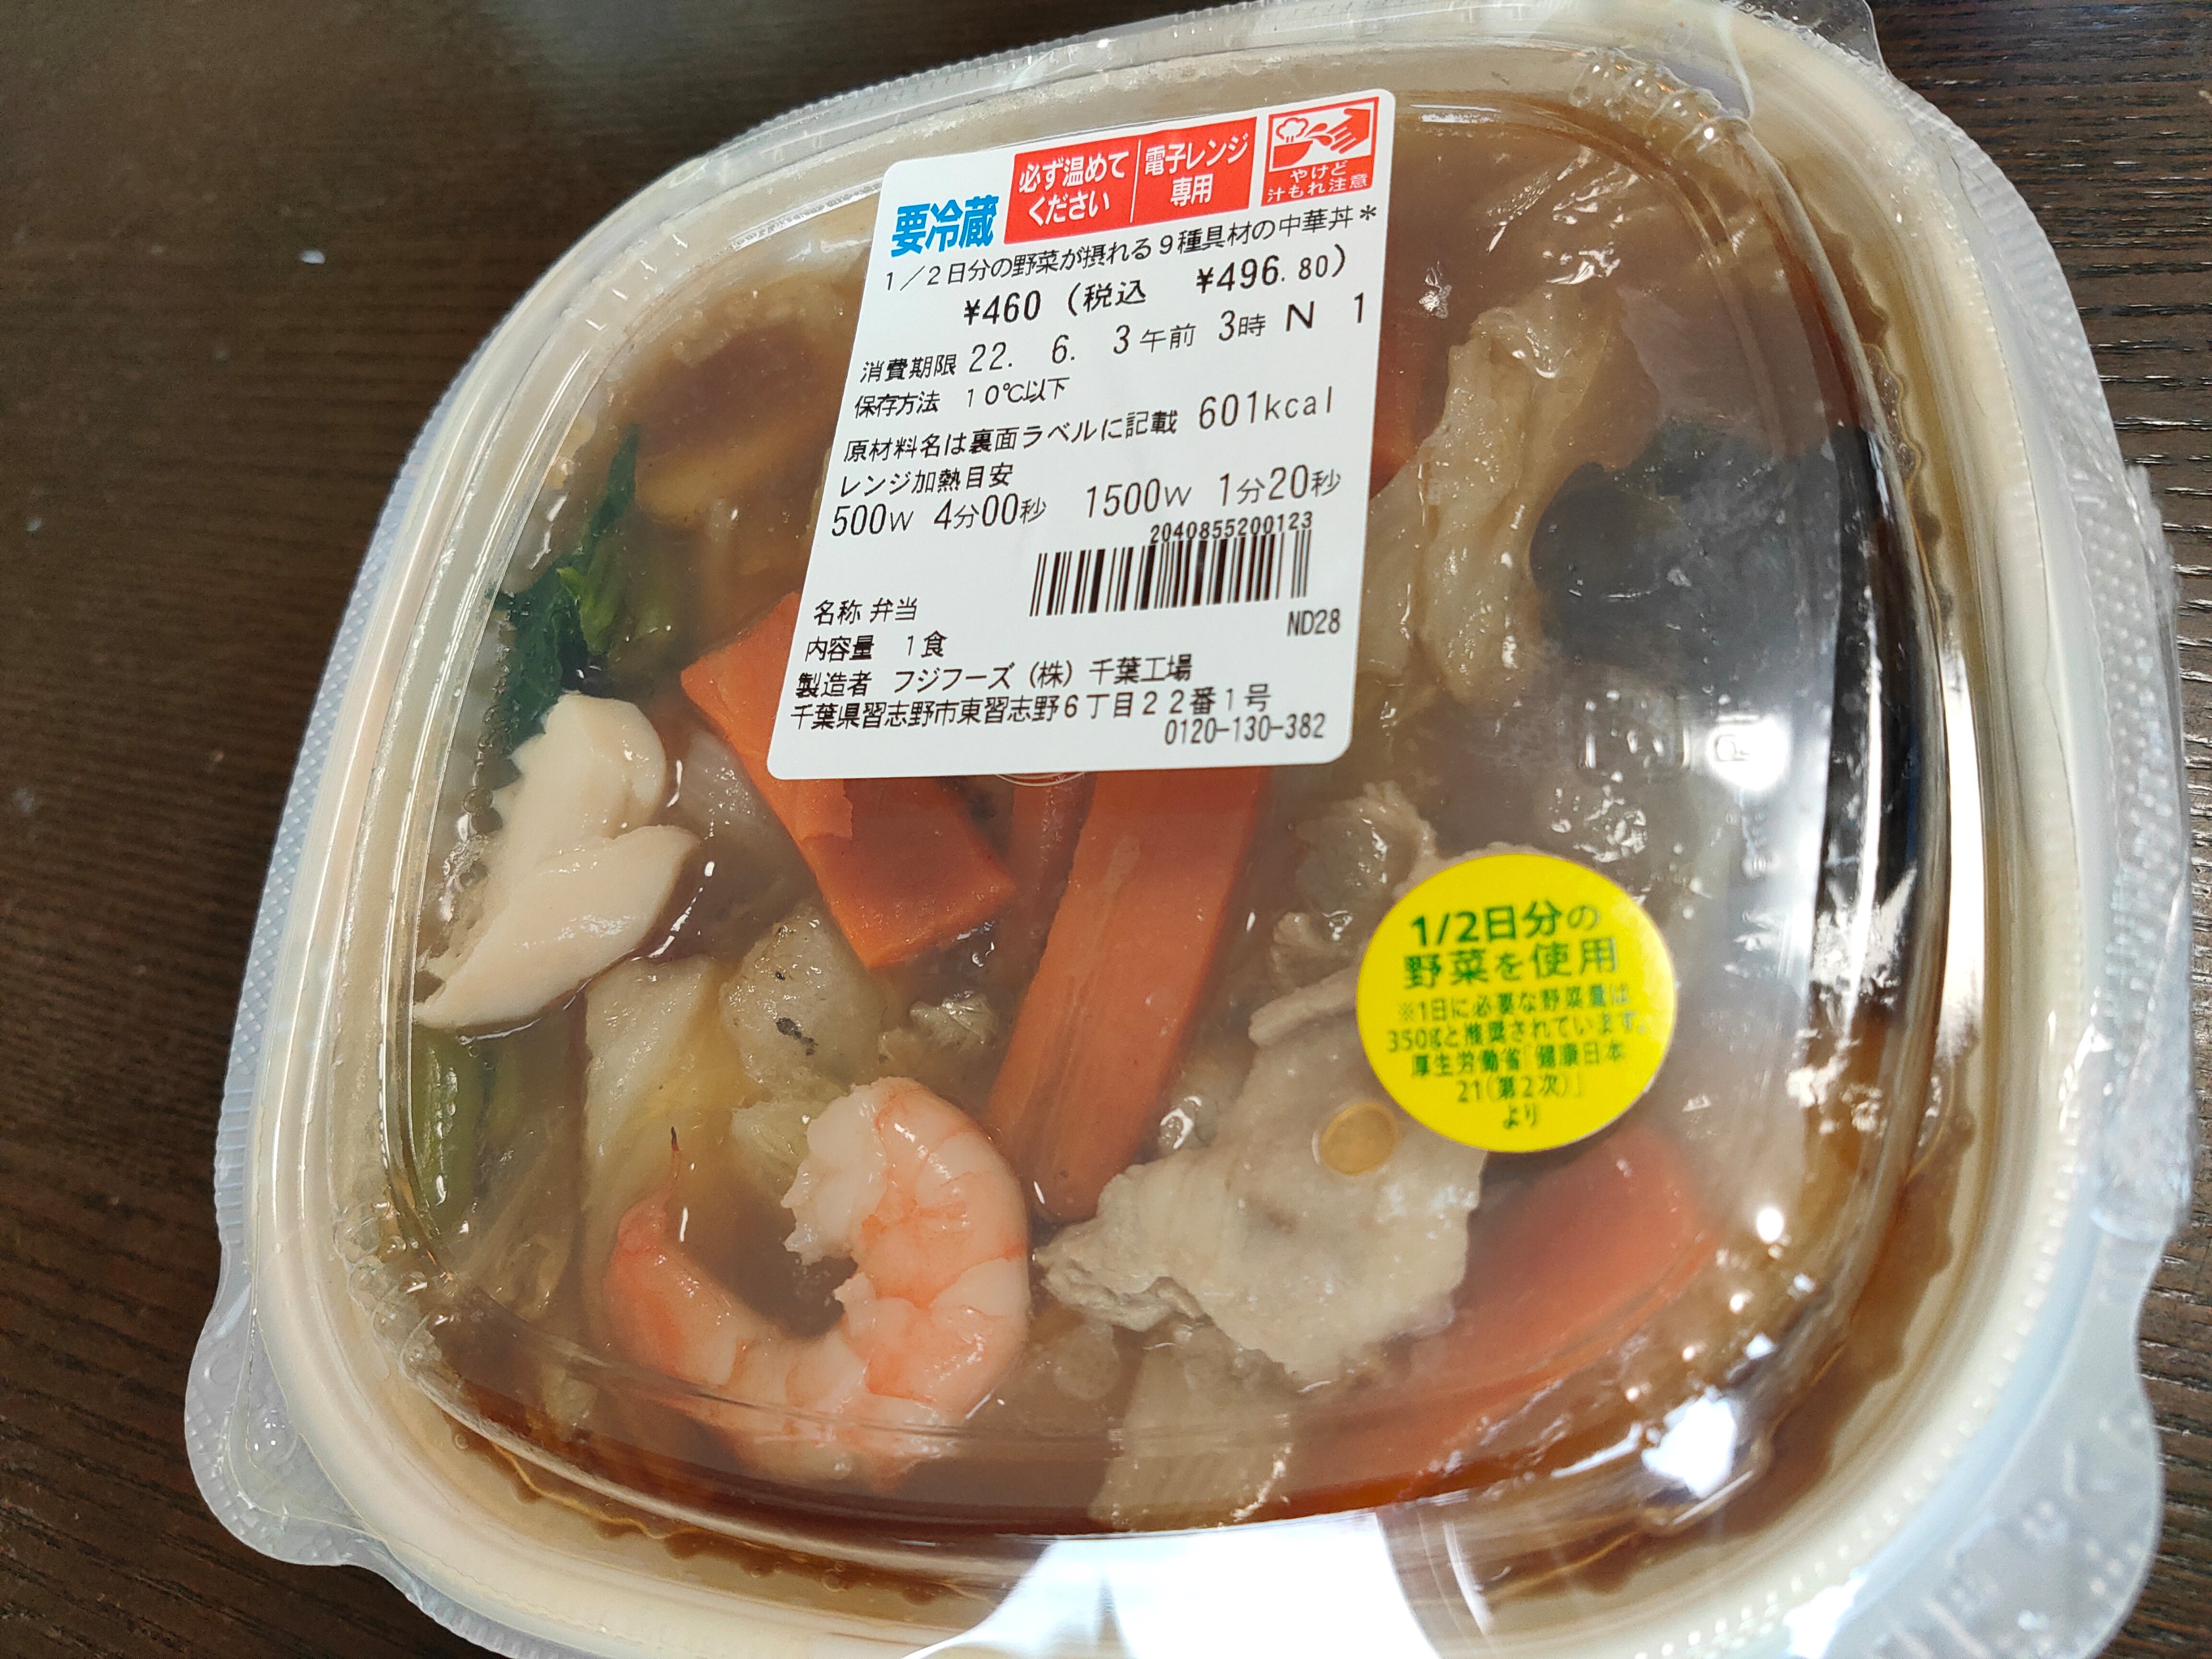 要冷蔵
必ず温めて
ください
電子レンジ
専用
やけど
汁もれ注意
1/2日分の野菜が摂れる9種具材の中華丼*
¥460(税込 ¥496.80)
消費期限 22. 6. 3午前 3時 N 1
保存方法 10℃以下
原材料名は裏面ラベルに記載 601kcal
レンジ加熱目安
500W 4分00秒 1500W 1分20秒
2040855200123
名称 弁当
ND28
内容量 1食
製造者 フジフーズ(株)千葉工場
千葉県習志野市東習志野6丁目22番1号
0120-130-382
1/2日分の
野菜を使用
※1日に必要な野菜量は
350gと推奨されています。
厚生労働省「健康日本
21(第2次)」
より